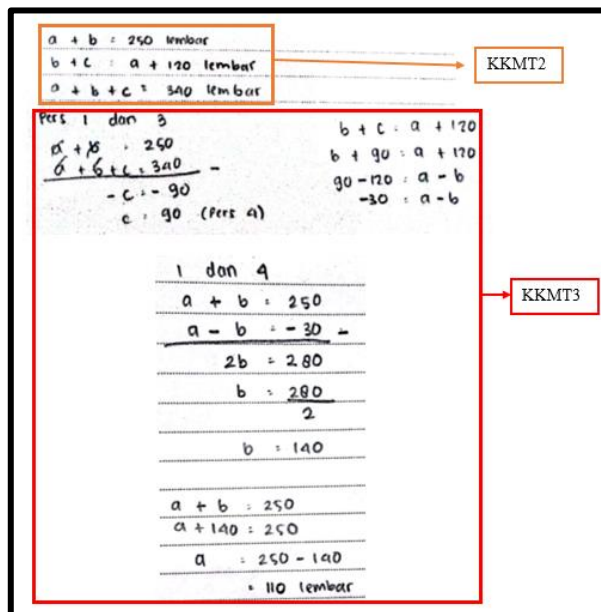 a + b = 250 lembar
b + c = a + 120 lembar
a + b + c = 340 lembar
KKMT2
Pers 1 dan 3
a + b = 250
a + b + c = 340 -
- c = - 90
c = 90 (Pers 4)
b + c = a + 120
b + 90 = a + 120
90 - 120 = a - b
-30 = a - b
KKMT3
1 dan 4
a + b = 250
a - b = - 30 -
2b = 280
b = 280
2
b = 140
a + b = 250
a + 140 = 250
a = 250 - 140
= 110 lembar